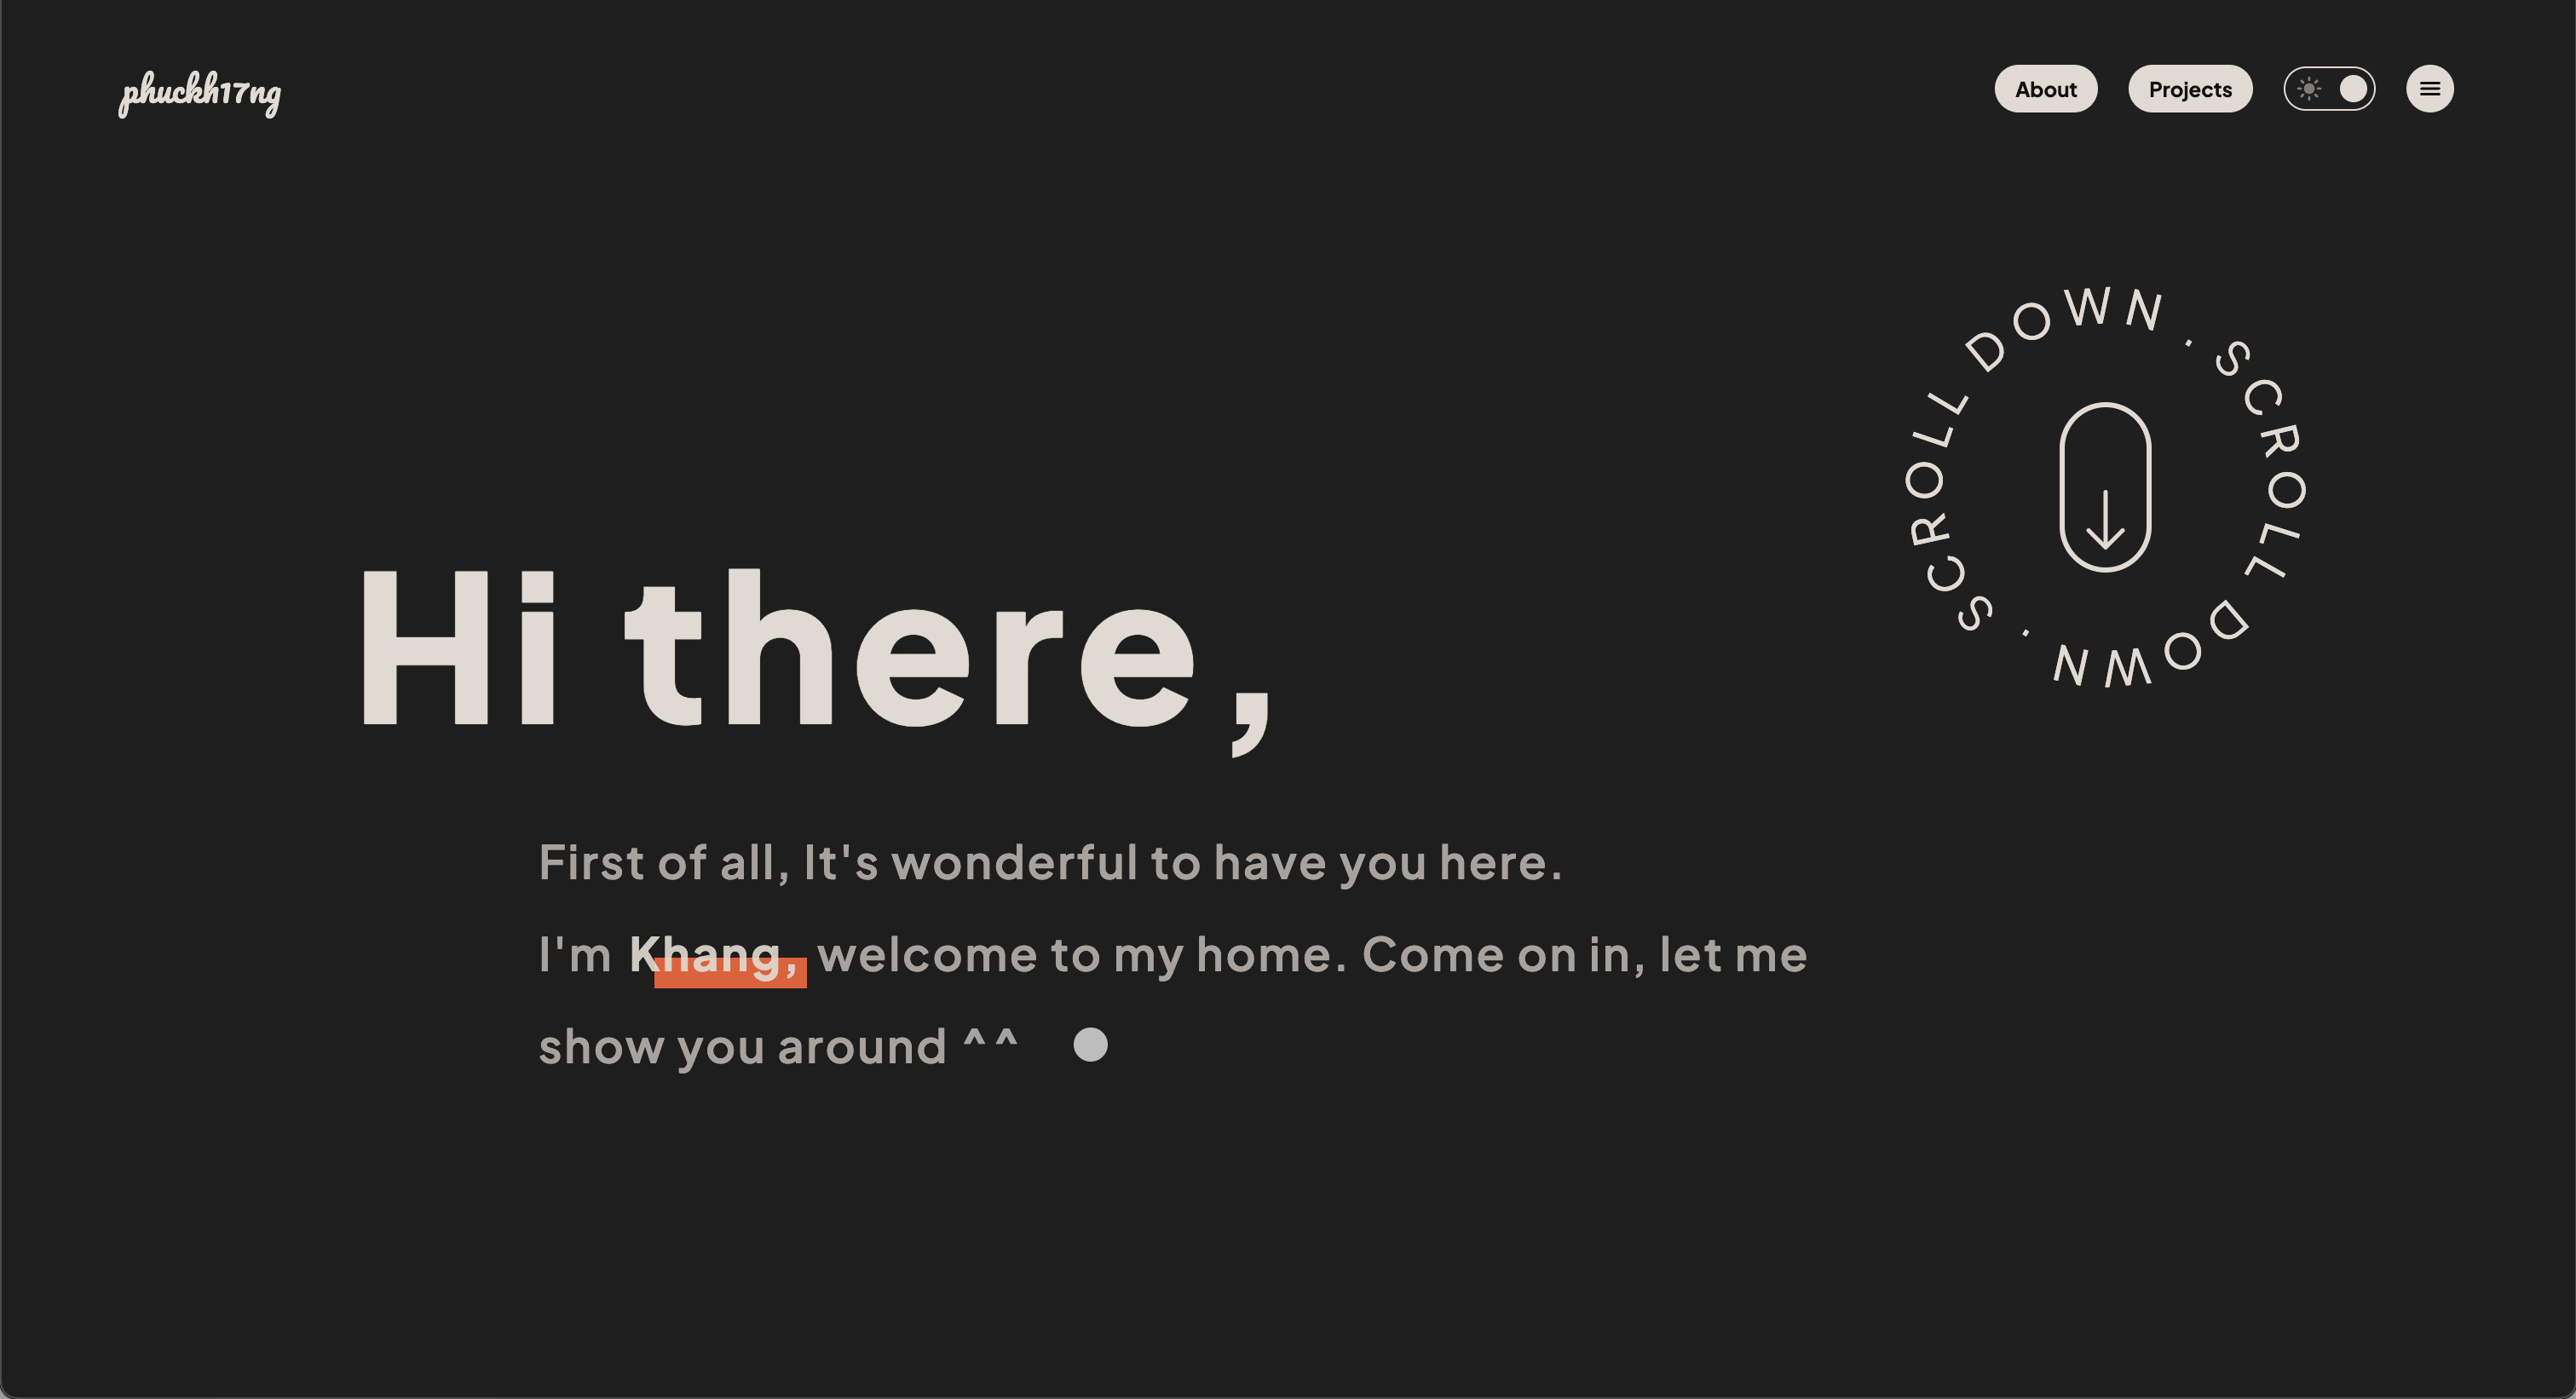 phuckh17ng
About
Projects
SCROLL DOWN . SCROLL DOWN .
Hi there,
First of all, It's wonderful to have you here.
I'm Khang, welcome to my home. Come on in, let me
show you around ^^